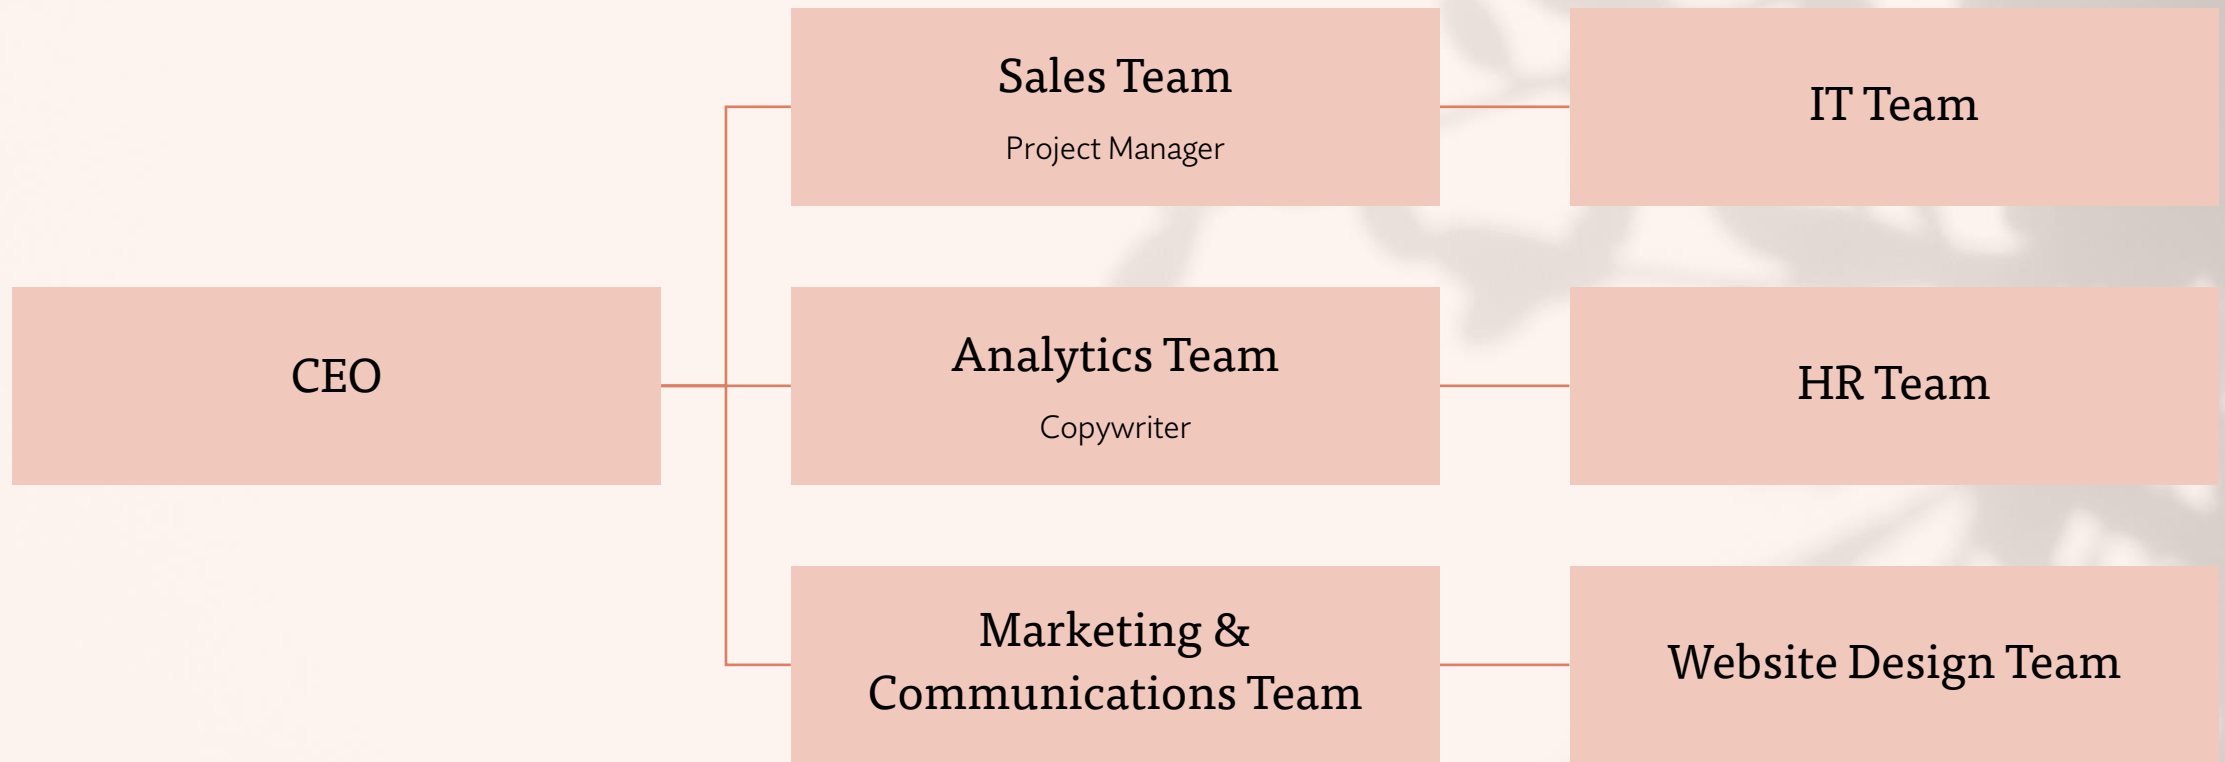 Sales Team
Project Manager
IT Team
CEO
Analytics Team
Copywriter
HR Team
Marketing &
Communications Team
Website Design Team